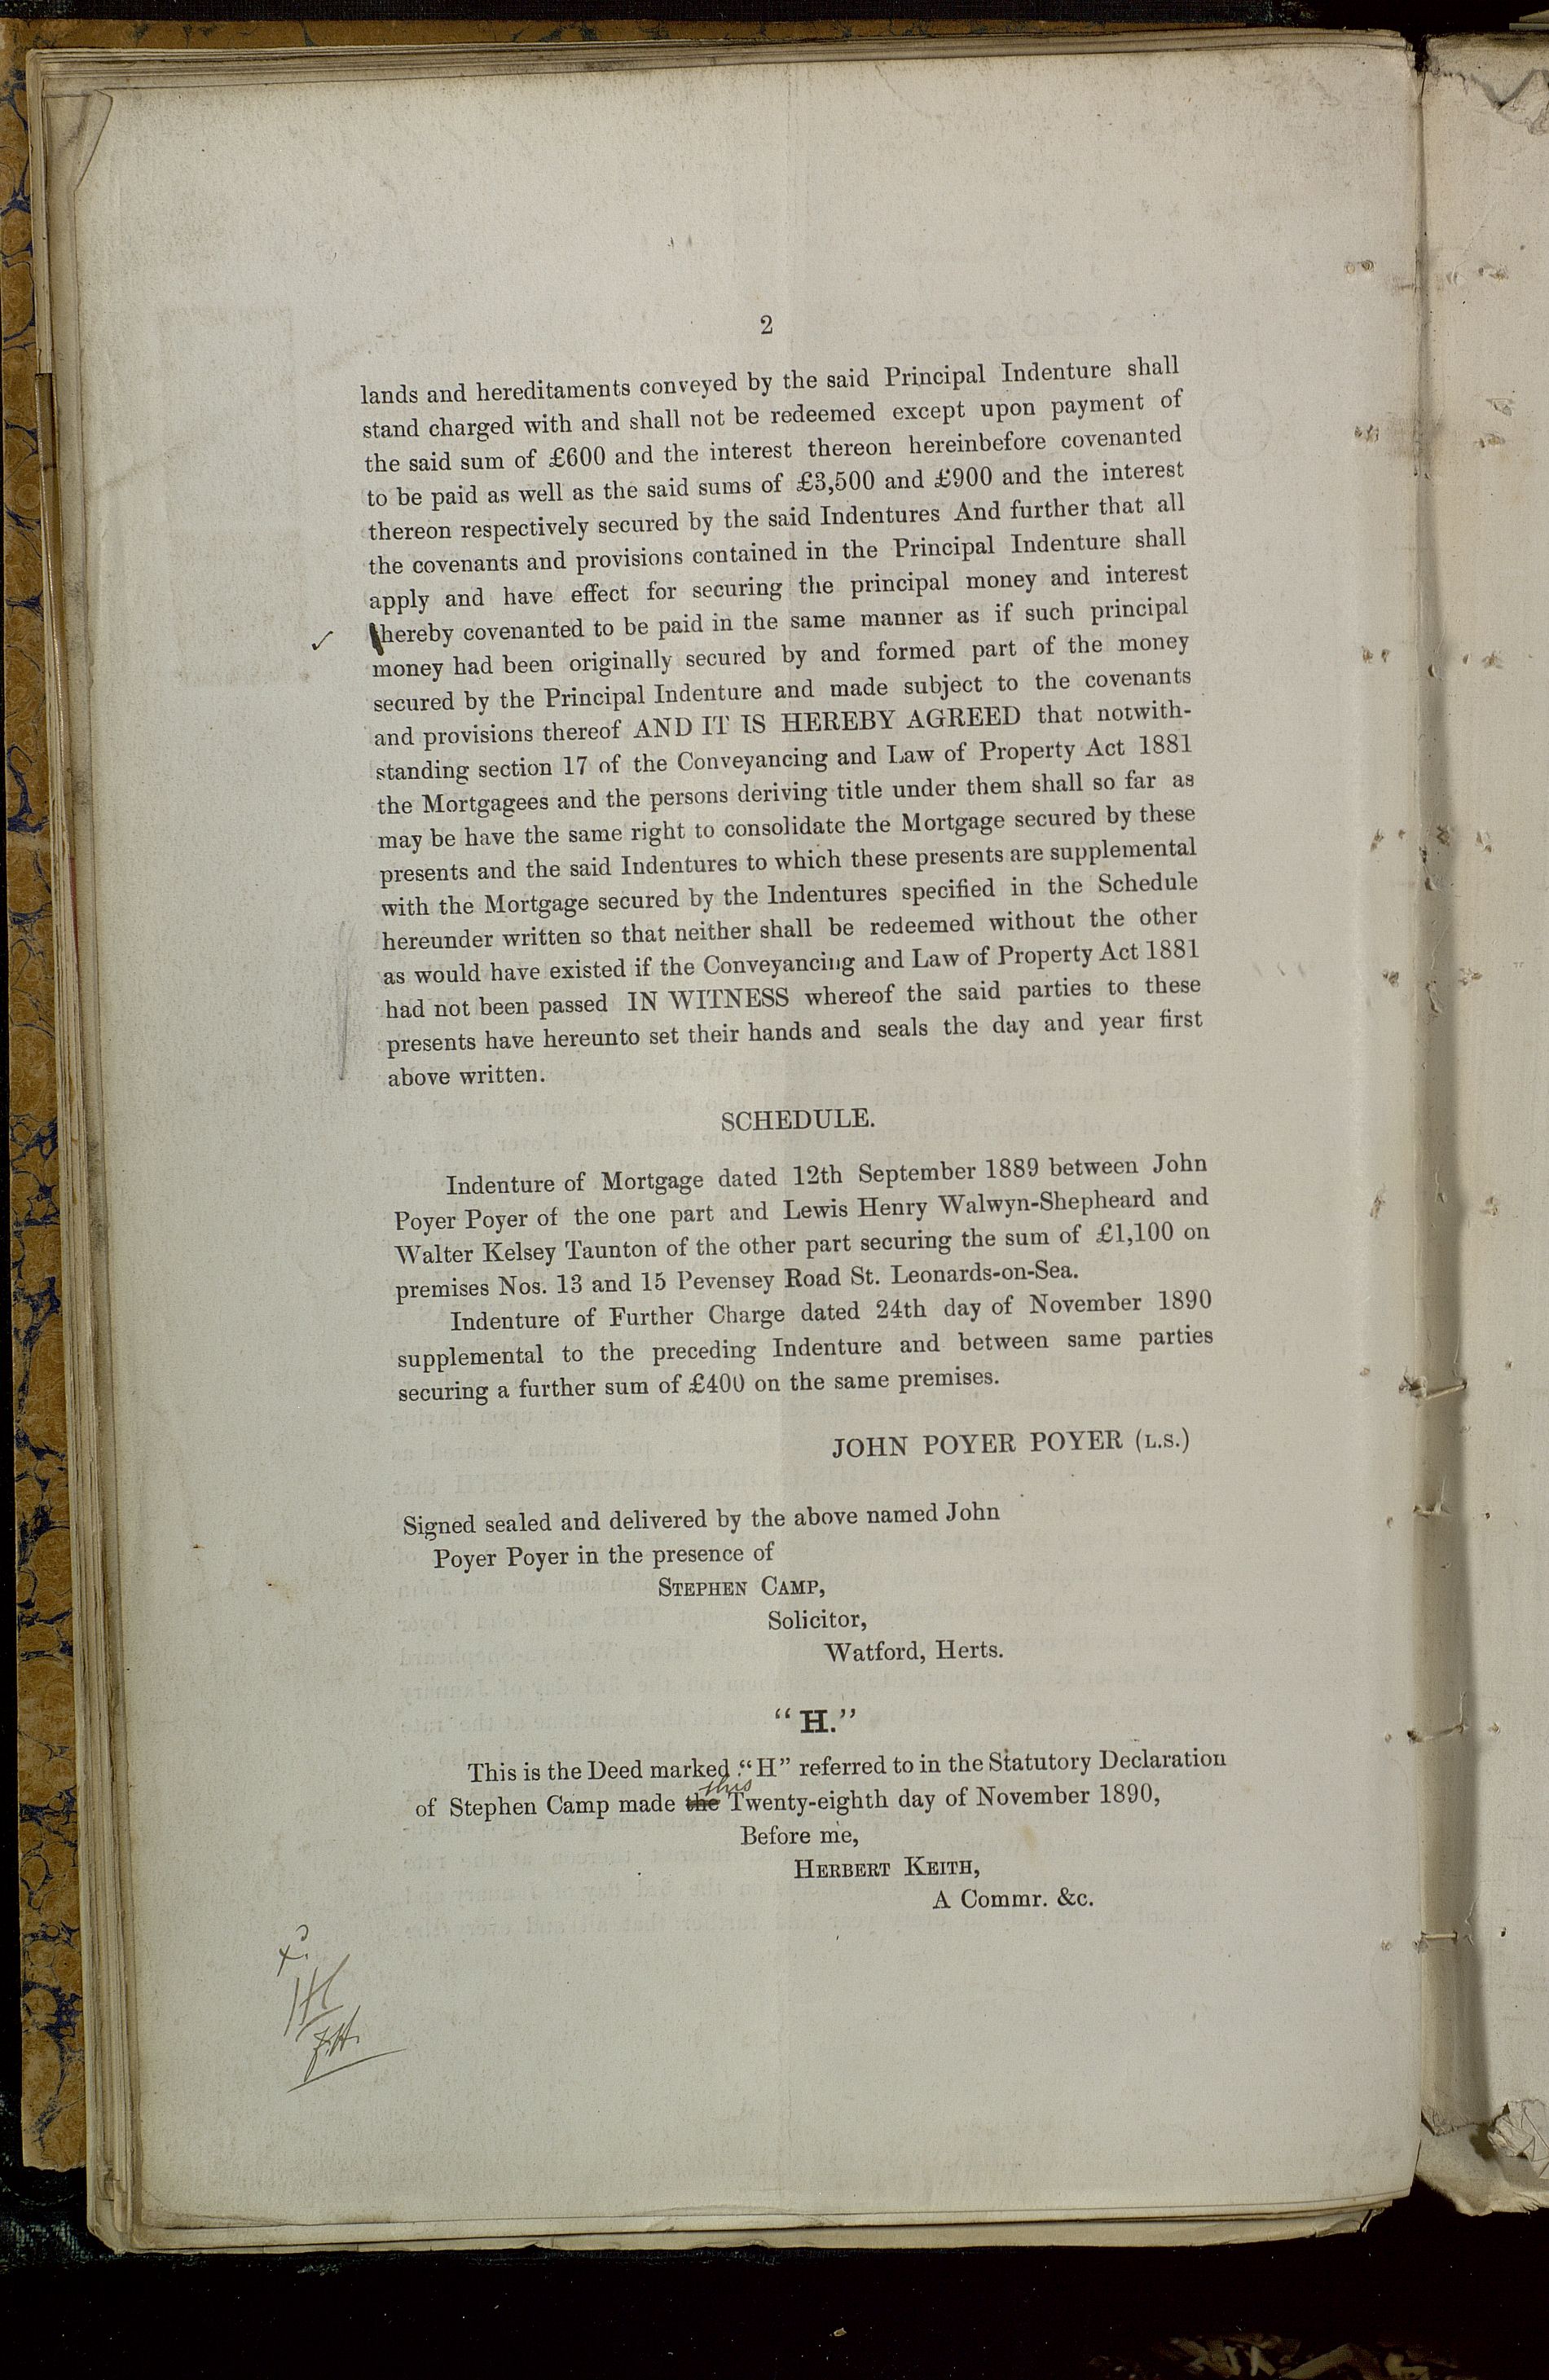 2
lands and hereditaments conveyed by the said Principal Indenture shall
stand charged with and shall not be redeemed except upon payment of
the said sum of £600 and the interest thereon hereinbefore covenanted
to be paid as well as the said sums of £3,500 and £900 and the interest
thereon respectively secured by the said Indentures And further that all
the covenants and provisions contained in the Principal Indenture shall
apply and have effect for securing the principal money and interest
hereby covenanted to be paid in the same manner as if such principal
money had been originally secured by and formed part of the money
secured by the Principal Indenture and made subject to the covenants
and provisions thereof AND IT IS HEREBY AGREED that notwith-
standing section 17 of the Conveyancing and Law of Property Act 1881
the Mortgagees and the persons deriving title under them shall so far as
may be have the same right to consolidate the Mortgage secured by these
presents and the said Indentures to which these presents are supplemental
with the Mortgage secured by the Indentures specified in the Schedule
hereunder written so that neither shall be redeemed without the other
as would have existed if the Conveyancing and Law of Property Act 1881
had not been passed IN WITNESS whereof the said parties to these
presents have hereunto set their hands and seals the day and year first
above written.
SCHEDULE.
Indenture of Mortgage dated 12th September 1889 between John
Poyer Poyer of the one part and Lewis Henry Walwyn-Shepheard and
Walter Kelsey Taunton of the other part securing the sum of £1,100 on
premises Nos. 13 and 15 Pevensey Road St. Leonards-on-Sea.
Indenture of Further Charge dated 24th day of November 1890
supplemental to the preceding Indenture and between same parties
securing a further sum of £400 on the same premises.
JOHN POYER POYER (L.S.)
Signed sealed and delivered by the above named John
Poyer Poyer in the presence of
STEPHEN CAMP,
Solicitor,
Watford, Herts.
"H."
This is the Deed marked "H" referred to in the Statutory Declaration
this
of Stephen Camp made the Twenty-eighth day of November 1890,
Before me,
HERBERT KEITH,
A Commr. &c.